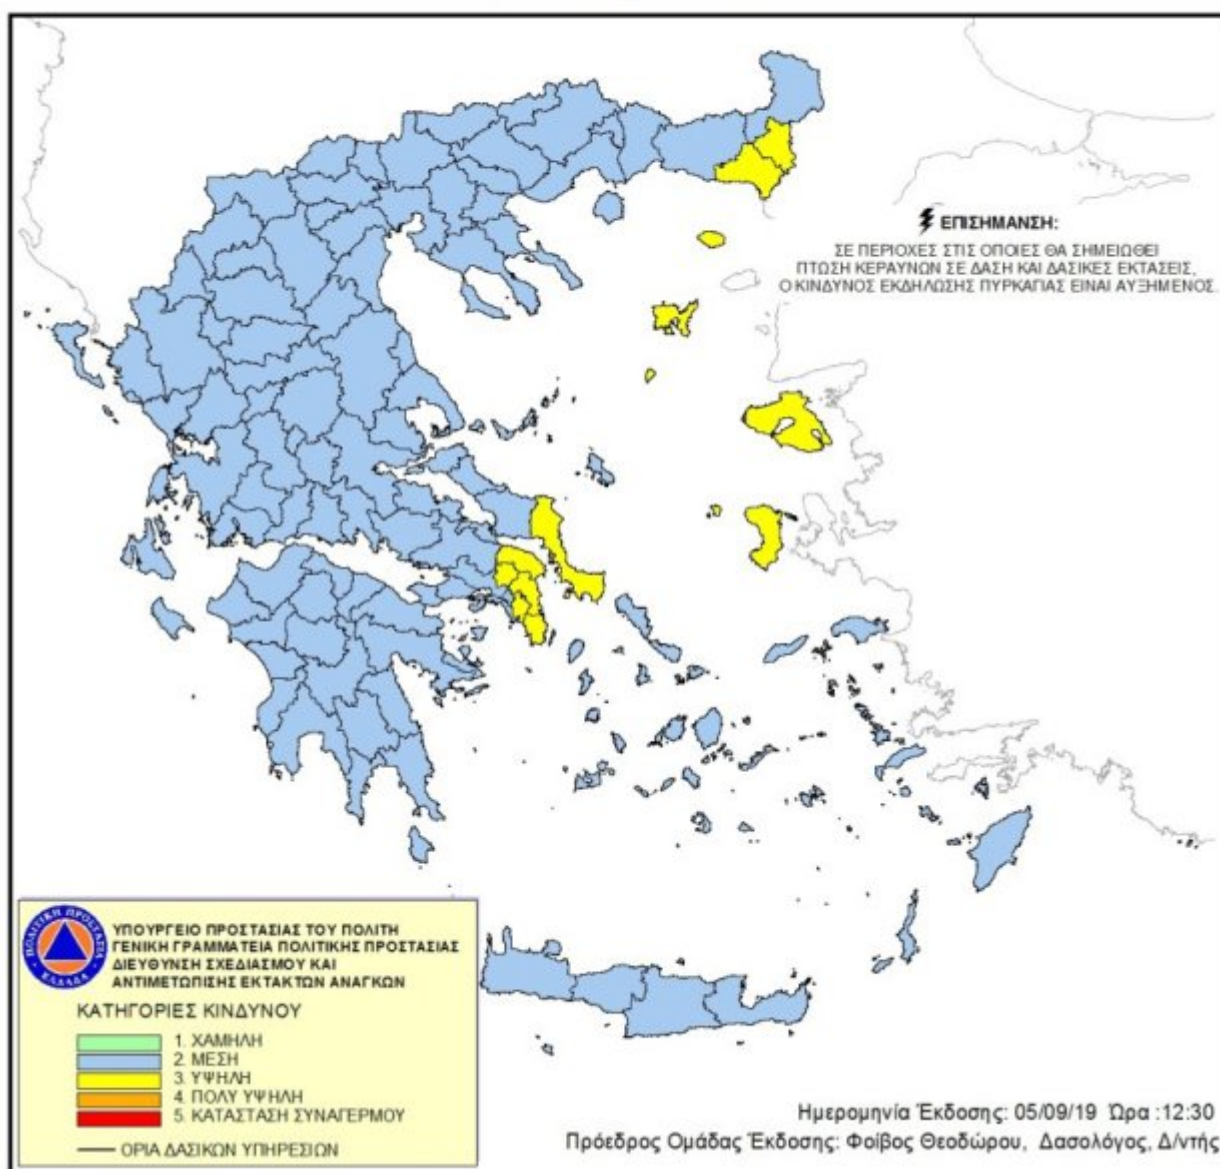 ΕΠΙΣΗΜΑΝΣΗ:
ΣΕ ΠΕΡΙΟΧΕΣ ΣΤΙΣ ΟΠΟΙΕΣ ΘΑ ΣΗΜΕΙΩΘΕΙ
ΠΤΩΣΗ ΚΕΡΑΥΝΩΝ ΣΕ ΔΑΣΗ ΚΑΙ ΔΑΣΙΚΕΣ ΕΚΤΑΣΕΙΣ,
Ο ΚΙΝΔΥΝΟΣ ΕΚΔΗΛΩΣΗΣ ΠΥΡΚΑΓΙΑΣ ΕΙΝΑΙ ΑΥΞΗΜΕΝΟΣ.
ΠΟΛΙΤΙΚΗ ΠΡΟΣΤΑΣΙΑ
ΕΛΛΑΔΑ
ΥΠΟΥΡΓΕΙΟ ΠΡΟΣΤΑΣΙΑΣ ΤΟΥ ΠΟΛΙΤΗ
ΓΕΝΙΚΗ ΓΡΑΜΜΑΤΕΙΑ ΠΟΛΙΤΙΚΗΣ ΠΡΟΣΤΑΣΙΑΣ
ΔΙΕΥΘΥΝΣΗ ΣΧΕΔΙΑΣΜΟΥ ΚΑΙ
ΑΝΤΙΜΕΤΩΠΙΣΗΣ ΕΚΤΑΚΤΩΝ ΑΝΑΓΚΩΝ
ΚΑΤΗΓΟΡΙΕΣ ΚΙΝΔΥΝΟΥ
1. ΧΑΜΗΛΗ
2. ΜΕΣΗ
3. ΥΨΗΛΗ
4. ΠΟΛΥ ΥΨΗΛΗ
5. ΚΑΤΑΣΤΑΣΗ ΣΥΝΑΓΕΡΜΟΥ
ΟΡΙΑ ΔΑΣΙΚΩΝ ΥΠΗΡΕΣΙΩΝ
Ημερομηνία Έκδοσης: 05/09/19 Ώρα :12:30
Πρόεδρος Ομάδας Έκδοσης: Φοίβος Θεοδώρου, Δασολόγος, Δ/ντής